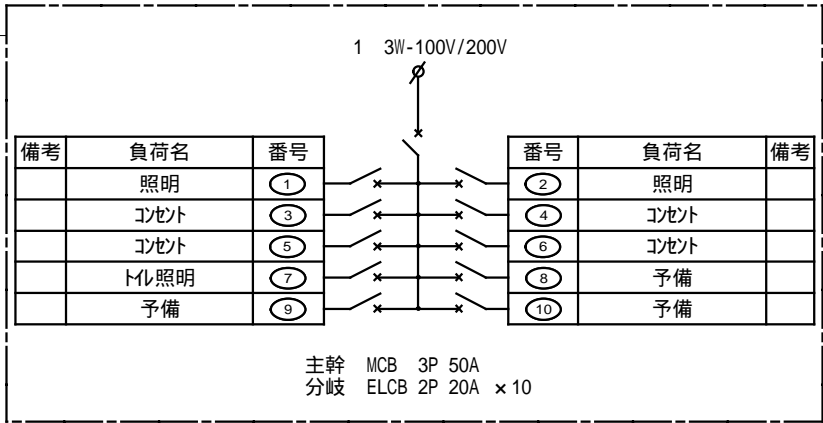 1 3W-100V/200V
備考 負荷名 番号 番号 負荷名 備考
照明 1 2 照明
コンセント 3 4 コンセント
コンセント 5 6 コンセント
トイレ照明 7 8 予備
予備 9 10 予備
主幹 MCB 3P 50A
分岐 ELCB 2P 20A ×10